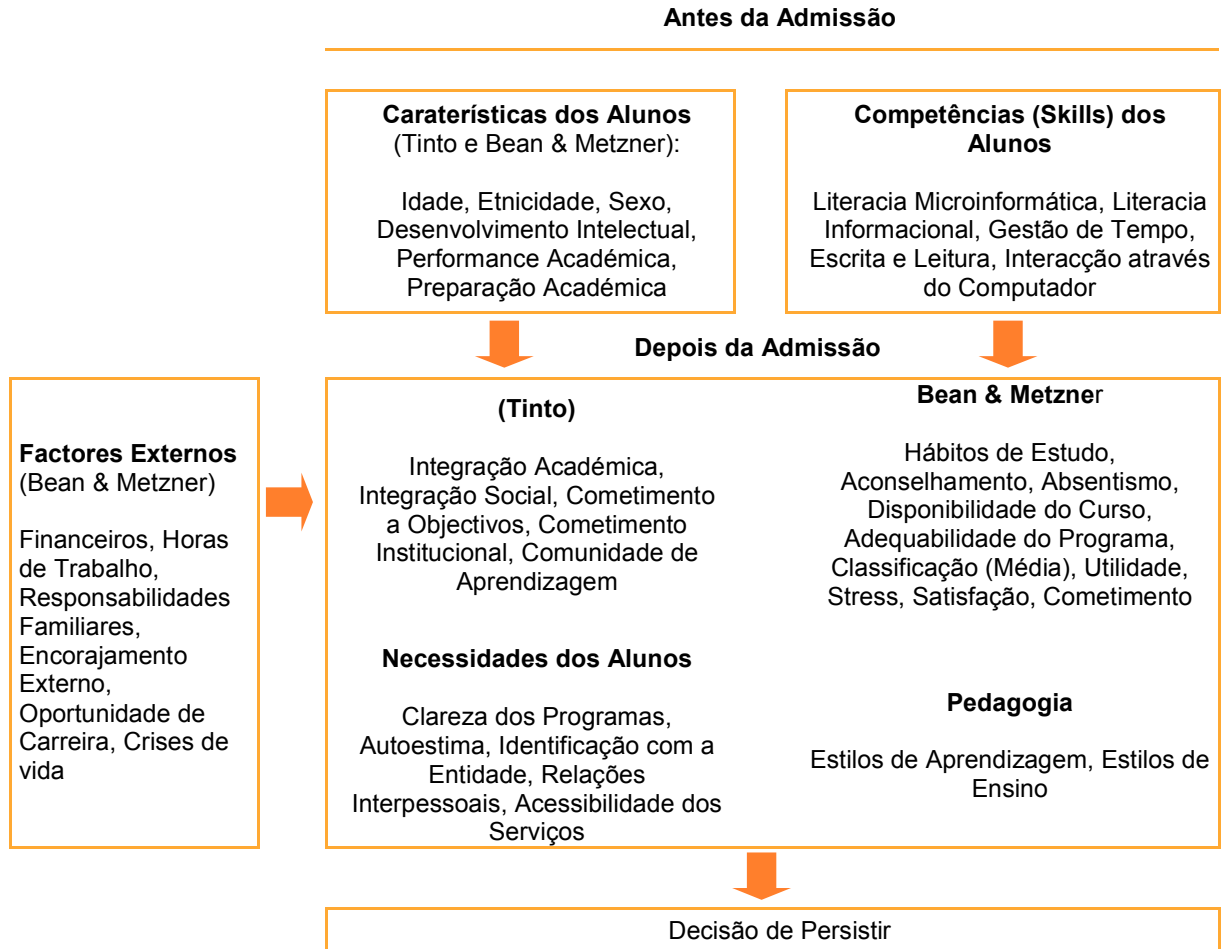 Antes da Admissão
Caraterísticas dos Alunos
(Tinto e Bean & Metzner):
Idade, Etnicidade, Sexo,
Desenvolvimento Intelectual,
Performance Académica,
Preparação Académica
Competências (Skills) dos
Alunos
Literacia Microinformática, Literacia
Informacional, Gestão de Tempo,
Escrita e Leitura, Interacção através
do Computador
Depois da Admissão
Factores Externos
(Bean & Metzner)
Financeiros, Horas
de Trabalho,
Responsabilidades
Familiares,
Encorajamento
Externo,
Oportunidade de
Carreira, Crises de
vida
(Tinto)
Integração Académica,
Integração Social, Cometimento
a Objectivos, Cometimento
Institucional, Comunidade de
Aprendizagem
Bean & Metzner
Hábitos de Estudo,
Aconselhamento, Absentismo,
Disponibilidade do Curso,
Adequabilidade do Programa,
Classificação (Média), Utilidade,
Stress, Satisfação, Cometimento
Necessidades dos Alunos
Clareza dos Programas,
Autoestima, Identificação com a
Entidade, Relações
Interpessoais, Acessibilidade dos
Serviços
Pedagogia
Estilos de Aprendizagem, Estilos de
Ensino
Decisão de Persistir